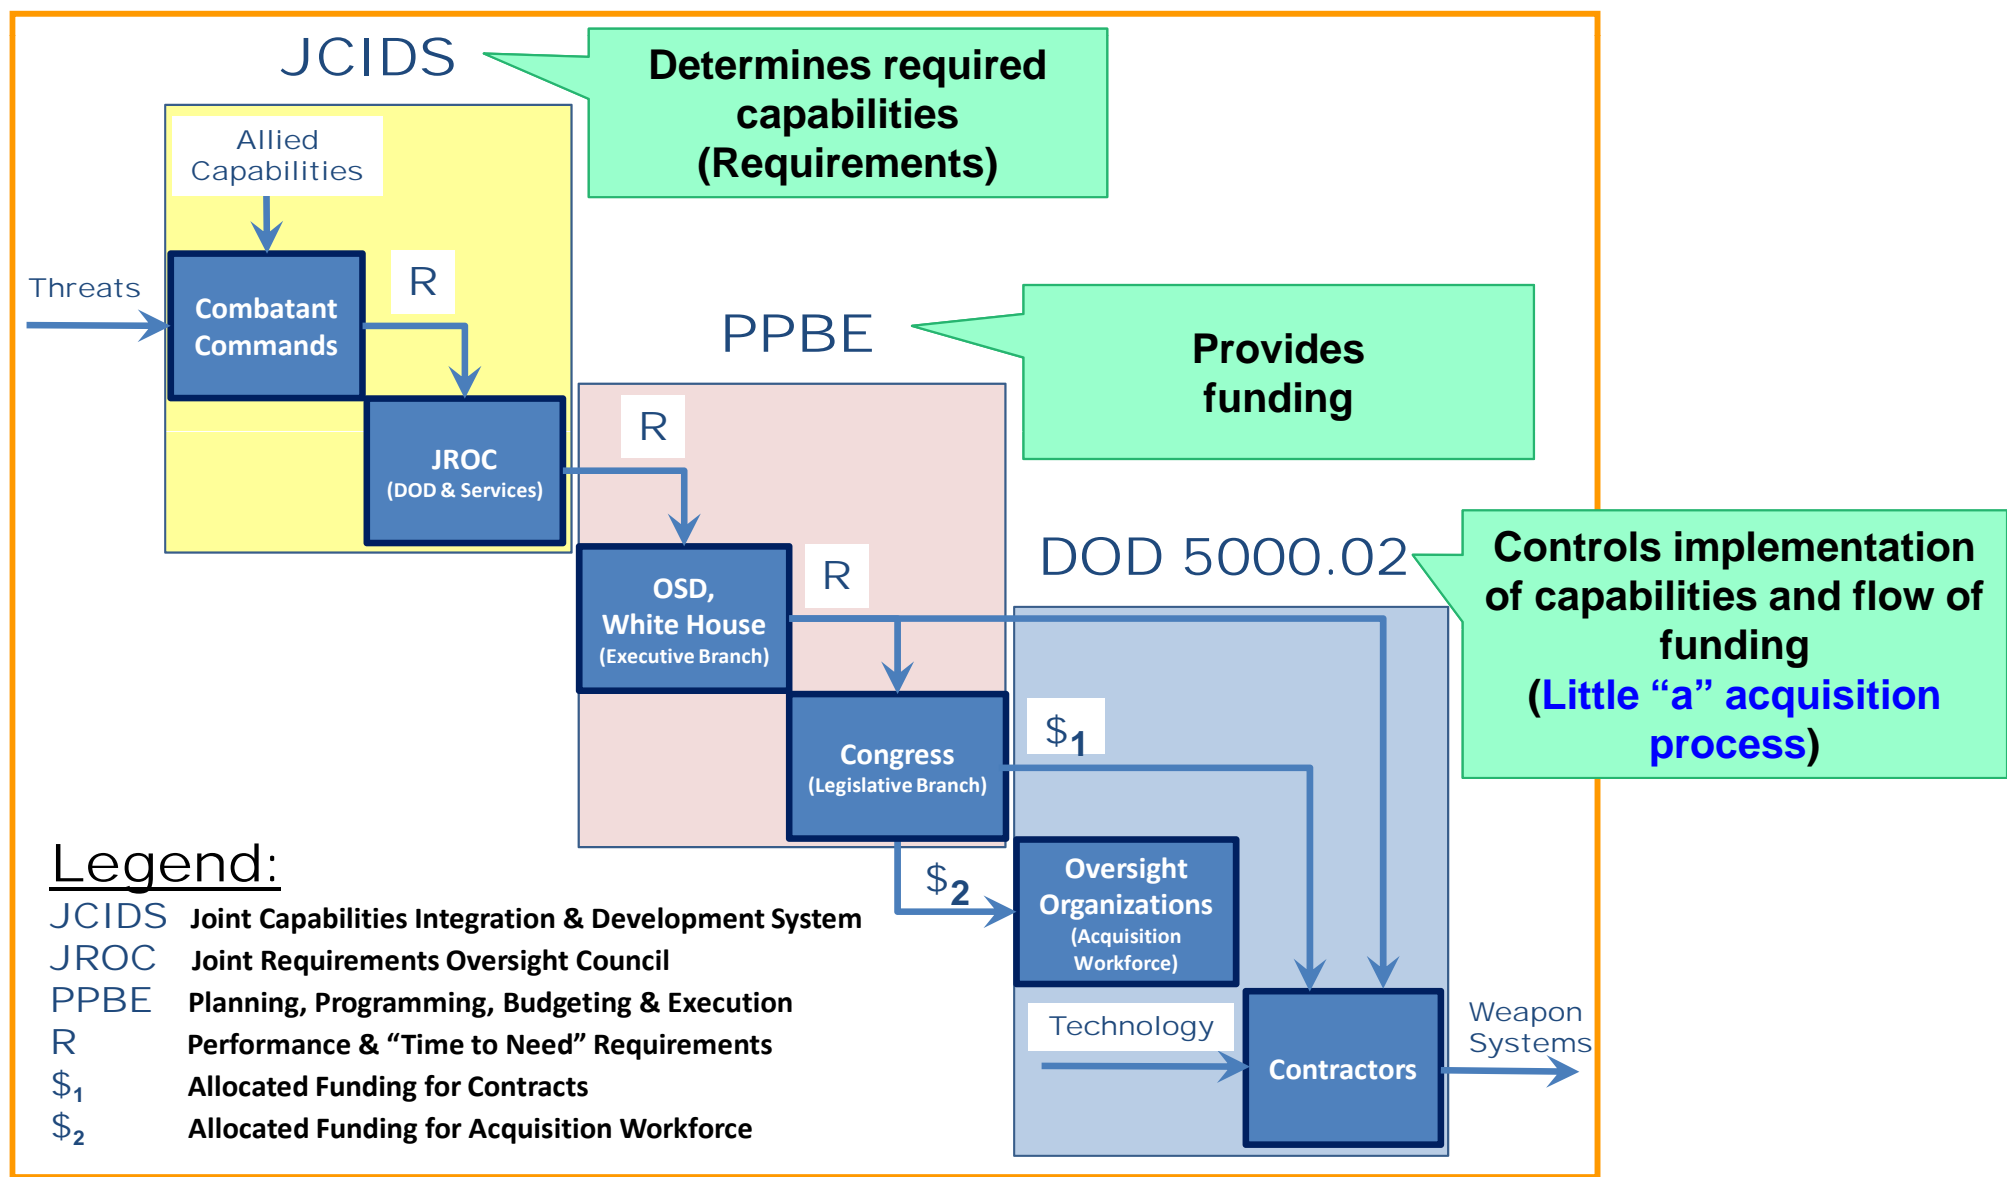 JCIDS
Determines required
capabilities
(Requirements)
Allied
Capabilities
Threats
Combatant
Commands
R
JROC
(DOD & Services)
PPBE
Provides
funding
R
OSD,
White House
(Executive Branch)
R
DOD 5000.02
Controls implementation
of capabilities and flow of
funding
(Little “a” acquisition
process)
Congress
(Legislative Branch)
$1
$2
Oversight
Organizations
(Acquisition
Workforce)
Technology
Contractors
Weapon
Systems
Legend:
JCIDS Joint Capabilities Integration & Development System
JROC Joint Requirements Oversight Council
PPBE Planning, Programming, Budgeting & Execution
R Performance & “Time to Need” Requirements
$1 Allocated Funding for Contracts
$2 Allocated Funding for Acquisition Workforce